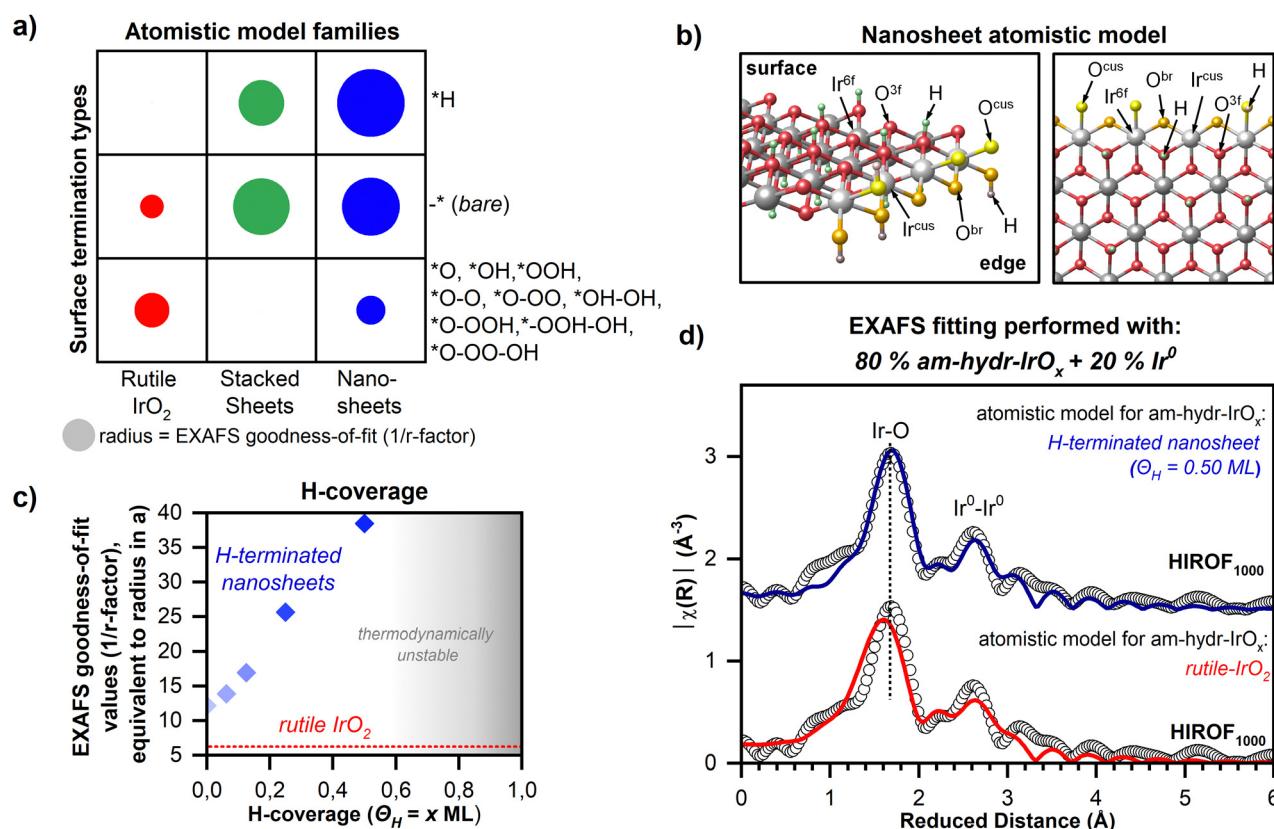 a)
Atomistic model families
Surface termination types
*H
-* (bare)
*O, *OH,*OOH,
*O-O, *O-OO, *OH-OH,
*O-OOH,*-OOH-OH,
*O-OO-OH
Rutile
IrO2
Stacked
Sheets
Nano-
sheets
radius = EXAFS goodness-of-fit (1/r-factor)
b)
Nanosheet atomistic model
surface
Ir6f
O3f
H
Ocus
Ircus
Obr
H
edge
Ocus
Ir6f
Obr
H
Ircus
O3f
H
c)
H-coverage
EXAFS goodness-of-fit
values (1/r-factor),
equivalent to radius in a)
40
35
30
25
20
15
10
5
H-terminated
nanosheets
thermodynamically
unstable
rutile IrO2
0,0
0,2
0,4
0,6
0,8
1,0
H-coverage (ΘH = x ML)
d)
EXAFS fitting performed with:
80 % am-hydr-IrOx + 20 % Ir0
|χ(R)| (Å-3)
3
2
1
0
Ir-O
Ir0-Ir0
atomistic model for am-hydr-IrOx:
H-terminated nanosheet
(ΘH = 0.50 ML)
HIROF1000
atomistic model for am-hydr-IrOx:
rutile-IrO2
HIROF1000
0
1
2
3
4
5
6
Reduced Distance (Å)